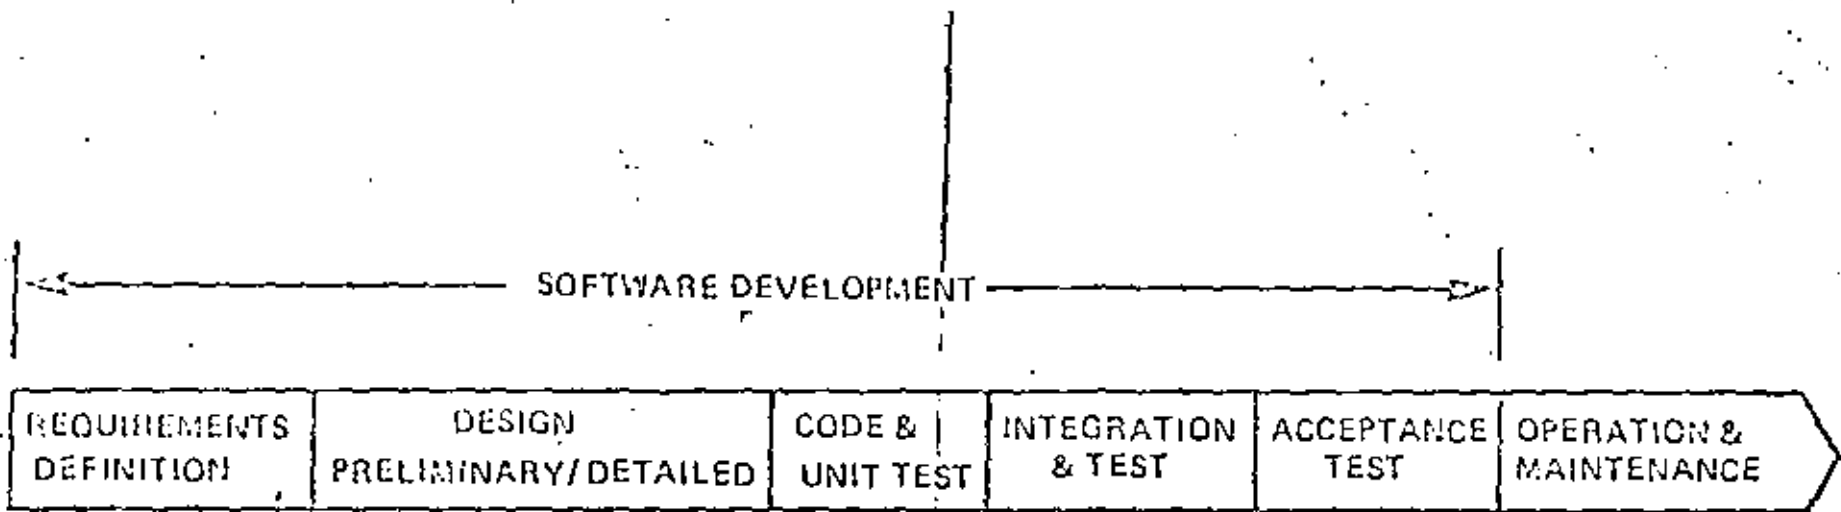 SOFTWARE DEVELOPMENT
REQUIREMENTS
DEFINITION
DESIGN
PRELIMINARY/DETAILED
CODE &
UNIT TEST
INTEGRATION
& TEST
ACCEPTANCE
TEST
OPERATION &
MAINTENANCE